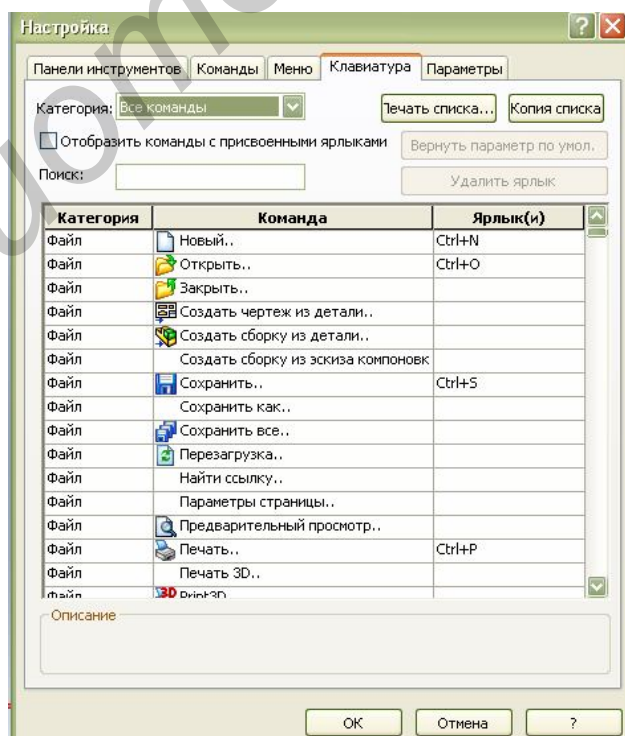 Настройка
Панели инструментов Команды Меню Клавиатура Параметры
Категория: Все команды Печать списка... Копия списка
Отобразить команды с присвоенными ярлыками Вернуть параметр по умол.
Поиск: Удалить ярлык
Категория Команда Ярлык(и)
Файл Новый.. Ctrl+N
Файл Открыть.. Ctrl+O
Файл Закрыть..
Файл Создать чертеж из детали..
Файл Создать сборку из детали..
Файл Создать сборку из эскиза компоновк
Файл Сохранить.. Ctrl+S
Файл Сохранить как..
Файл Сохранить все..
Файл Перезагрузка..
Файл Найти ссылку..
Файл Параметры страницы..
Файл Предварительный просмотр..
Файл Печать.. Ctrl+P
Файл Печать 3D..
Файл Print3D
Описание
ОК Отмена ?